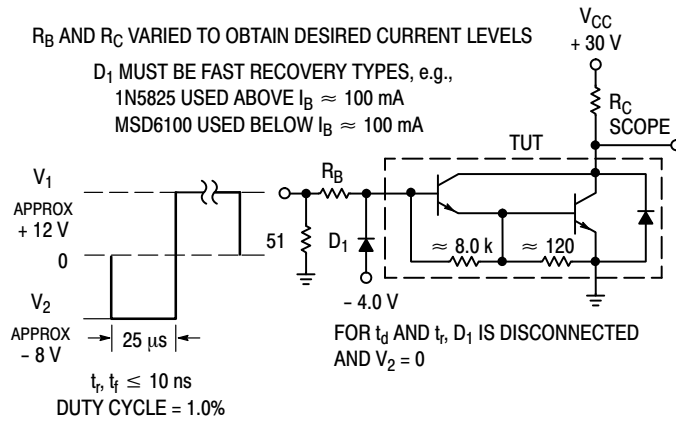 R_B AND R_C VARIED TO OBTAIN DESIRED CURRENT LEVELS
D_1 MUST BE FAST RECOVERY TYPES, e.g.,
1N5825 USED ABOVE I_B ≈ 100 mA
MSD6100 USED BELOW I_B ≈ 100 mA
V_CC
+ 30 V
R_C
SCOPE
TUT
R_B
V_1
APPROX
+ 12 V
51
D_1
≈ 8.0 k
≈ 120
0
- 4.0 V
V_2
APPROX
- 8 V
25 μs
FOR t_d AND t_r, D_1 IS DISCONNECTED
AND V_2 = 0
t_r, t_f ≤ 10 ns
DUTY CYCLE = 1.0%